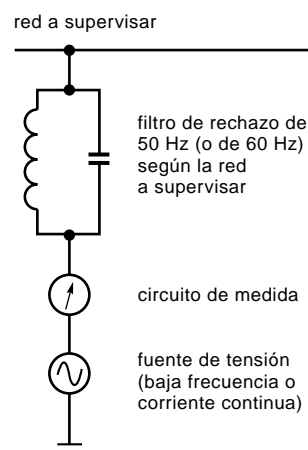 red a supervisar
filtro de rechazo de
50 Hz (o de 60 Hz)
según la red
a supervisar
circuito de medida
fuente de tensión
(baja frecuencia o
corriente continua)